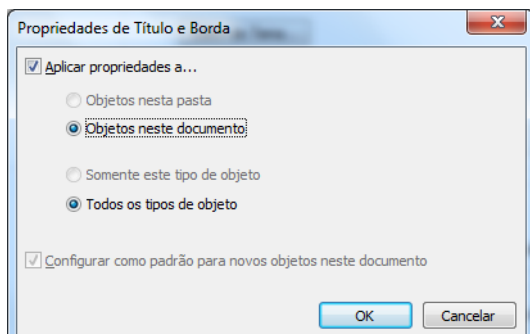 Propriedades de Título e Borda
Aplicar propriedades a...
Objetos nesta pasta
Objetos neste documento
Somente este tipo de objeto
Todos os tipos de objeto
Configurar como padrão para novos objetos neste documento
OK Cancelar